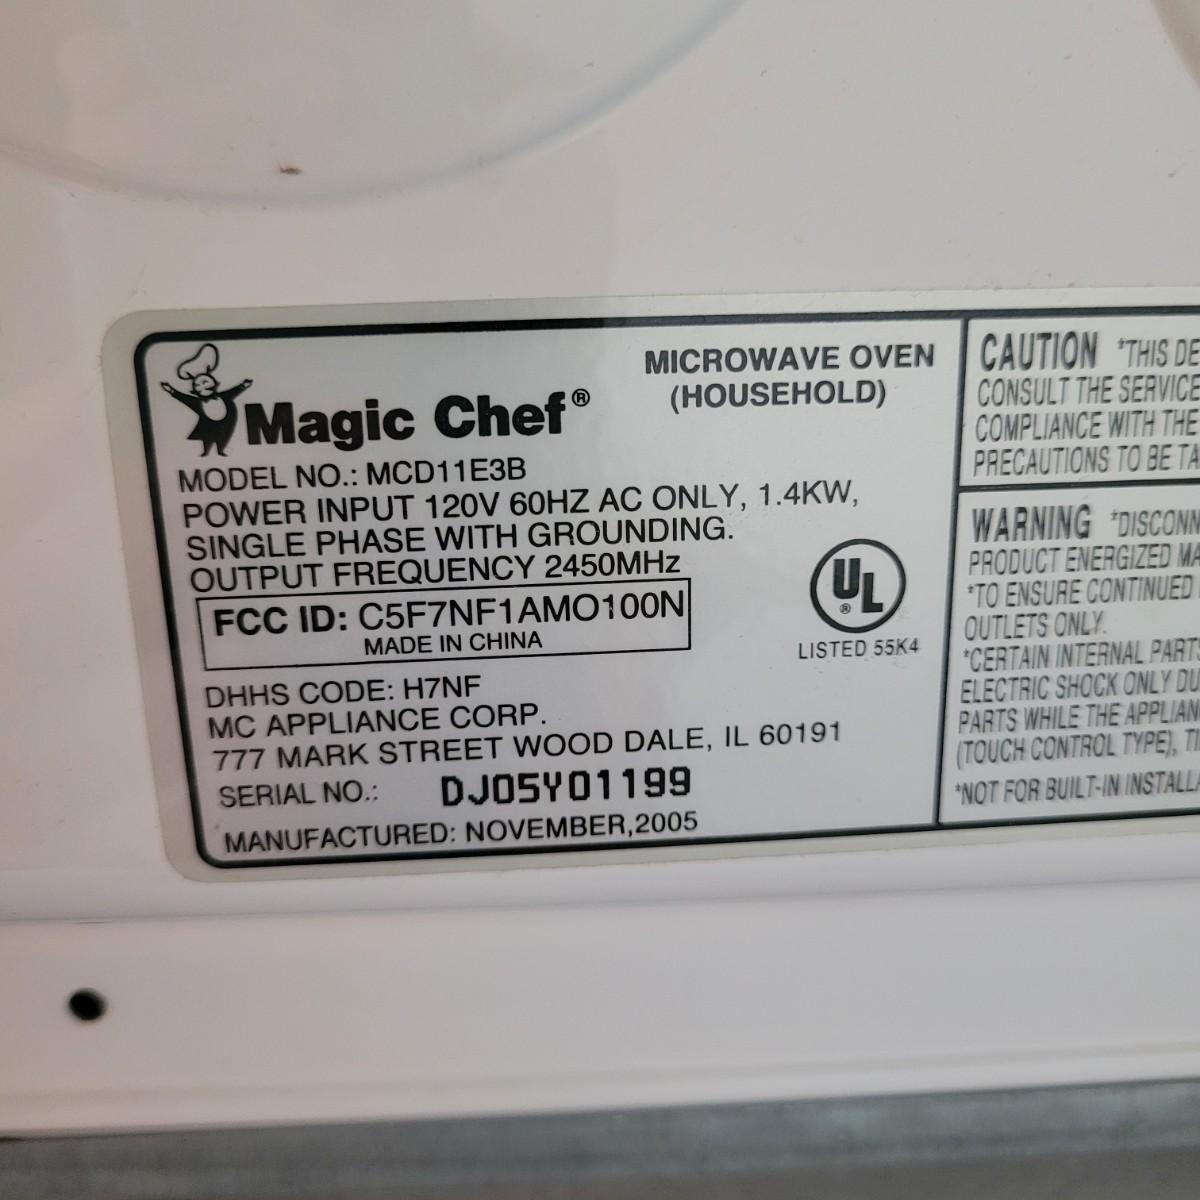 Magic Chef®
MICROWAVE OVEN
(HOUSEHOLD)
MODEL NO.: MCD11E3B
POWER INPUT 120V 60HZ AC ONLY, 1.4KW,
SINGLE PHASE WITH GROUNDING.
OUTPUT FREQUENCY 2450MHz
FCC ID: C5F7NF1AMO100N
MADE IN CHINA
UL
®
LISTED 55K4
DHHS CODE: H7NF
MC APPLIANCE CORP.
777 MARK STREET WOOD DALE, IL 60191
SERIAL NO.: DJ05Y01199
MANUFACTURED: NOVEMBER,2005
CAUTION *THIS
CONSULT THE SERVICE
COMPLIANCE WITH THE
PRECAUTIONS TO BE
WARNING
PRODUCT ENERGIZED
*TO ENSURE CONTINUED
OUTLETS ONLY.
*CERTAIN INTERNAL PARTS
ELECTRIC SHOCK ONLY
PARTS WHILE THE
(TOUCH CONTROL TYPE),
*NOT FOR BUILT-IN